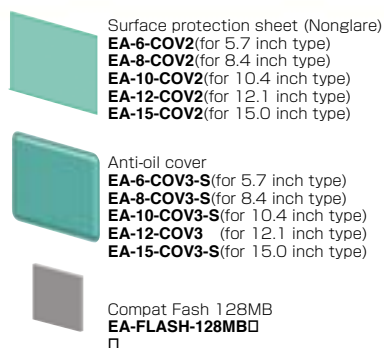 Surface protection sheet (Nonglare)
EA-6-COV2(for 5.7 inch type)
EA-8-COV2(for 8.4 inch type)
EA-10-COV2(for 10.4 inch type)
EA-12-COV2(for 12.1 inch type)
EA-15-COV2(for 15.0 inch type)
Anti-oil cover
EA-6-COV3-S(for 5.7 inch type)
EA-8-COV3-S(for 8.4 inch type)
EA-10-COV3-S(for 10.4 inch type)
EA-12-COV3 (for 12.1 inch type)
EA-15-COV3-S(for 15.0 inch type)
Compat Fash 128MB
EA-FLASH-128MB□
□